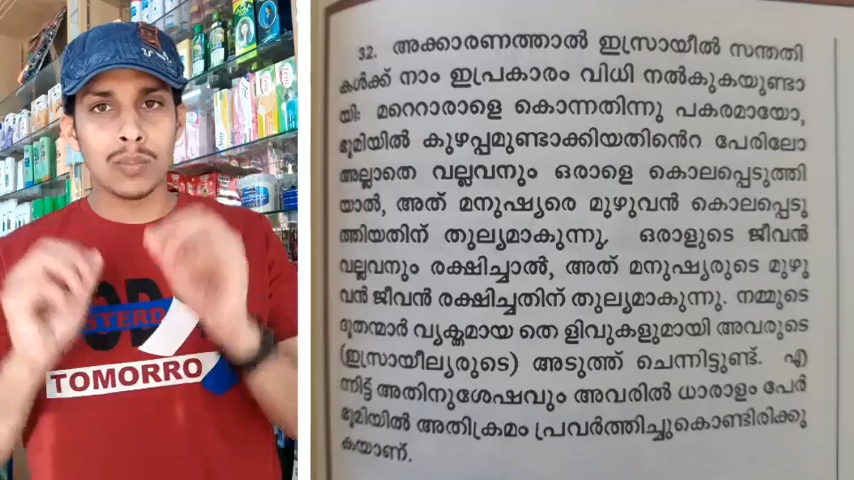 STERD
TOMORRO
32. അക്കാരണത്താൽ ഇസ്രായീൽ സന്തതി
കൾക്ക് നാം ഇപ്രകാരം വിധി നൽകുകയുണ്ടാ
യി: മറെറാരാളെ കൊന്നതിന്നു പകരമായോ,
ഭൂമിയിൽ കുഴപ്പമുണ്ടാക്കിയതിൻെറ പേരിലോ
അല്ലാതെ വല്ലവനും ഒരാളെ കൊലപ്പെടുത്തി
യാൽ, അത് മനുഷ്യരെ മുഴുവൻ കൊലപ്പെടു
ത്തിയതിന് തുല്യമാകുന്നു. ഒരാളുടെ ജീവൻ
വല്ലവനും രക്ഷിച്ചാൽ, അത് മനുഷ്യരുടെ മുഴു
വൻ ജീവൻ രക്ഷിച്ചതിന് തുല്യമാകുന്നു. നമ്മുടെ
ദൂതന്മാർ വ്യക്തമായ തെ ളിവുകളുമായി അവരുടെ
(ഇസ്രായീല്യരുടെ) അടുത്ത് ചെന്നിട്ടുണ്ട്. എ
ന്നിട്ട് അതിനുശേഷവും അവരിൽ ധാരാളം പേർ
ഭൂമിയിൽ അതിക്രമം പ്രവർത്തിച്ചുകൊണ്ടിരിക്കു
കയാണ്.